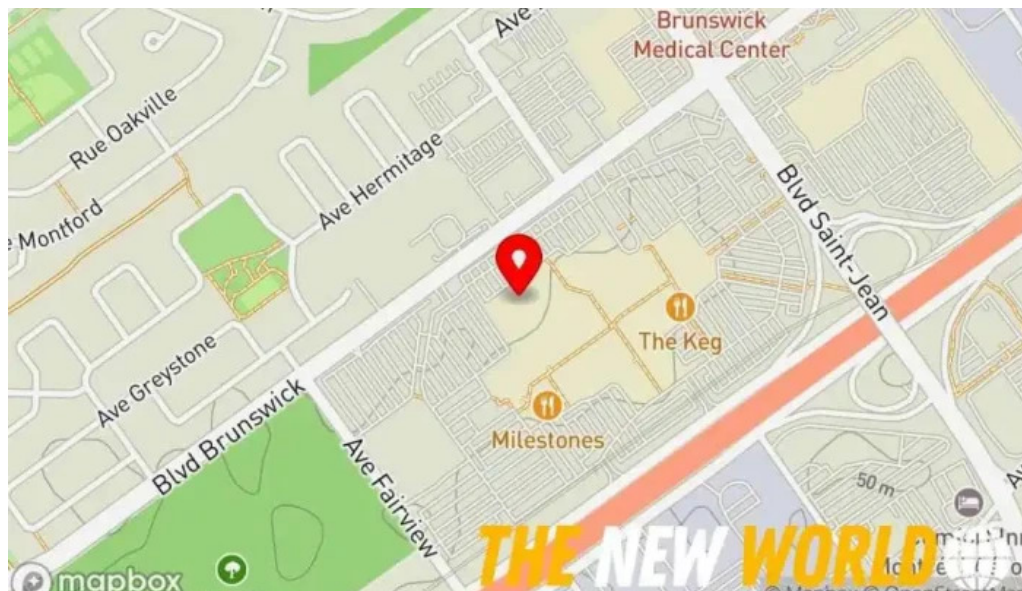 Brunswick
Medical Center
Rue Oakville
Ave Hermitage
Montford
Blvd Saint-Jean
The Keg
Ave Greystone
Milestones
Blvd Brunswick
Ave Fairview
50 m
THE NEW WORLD
mapbox